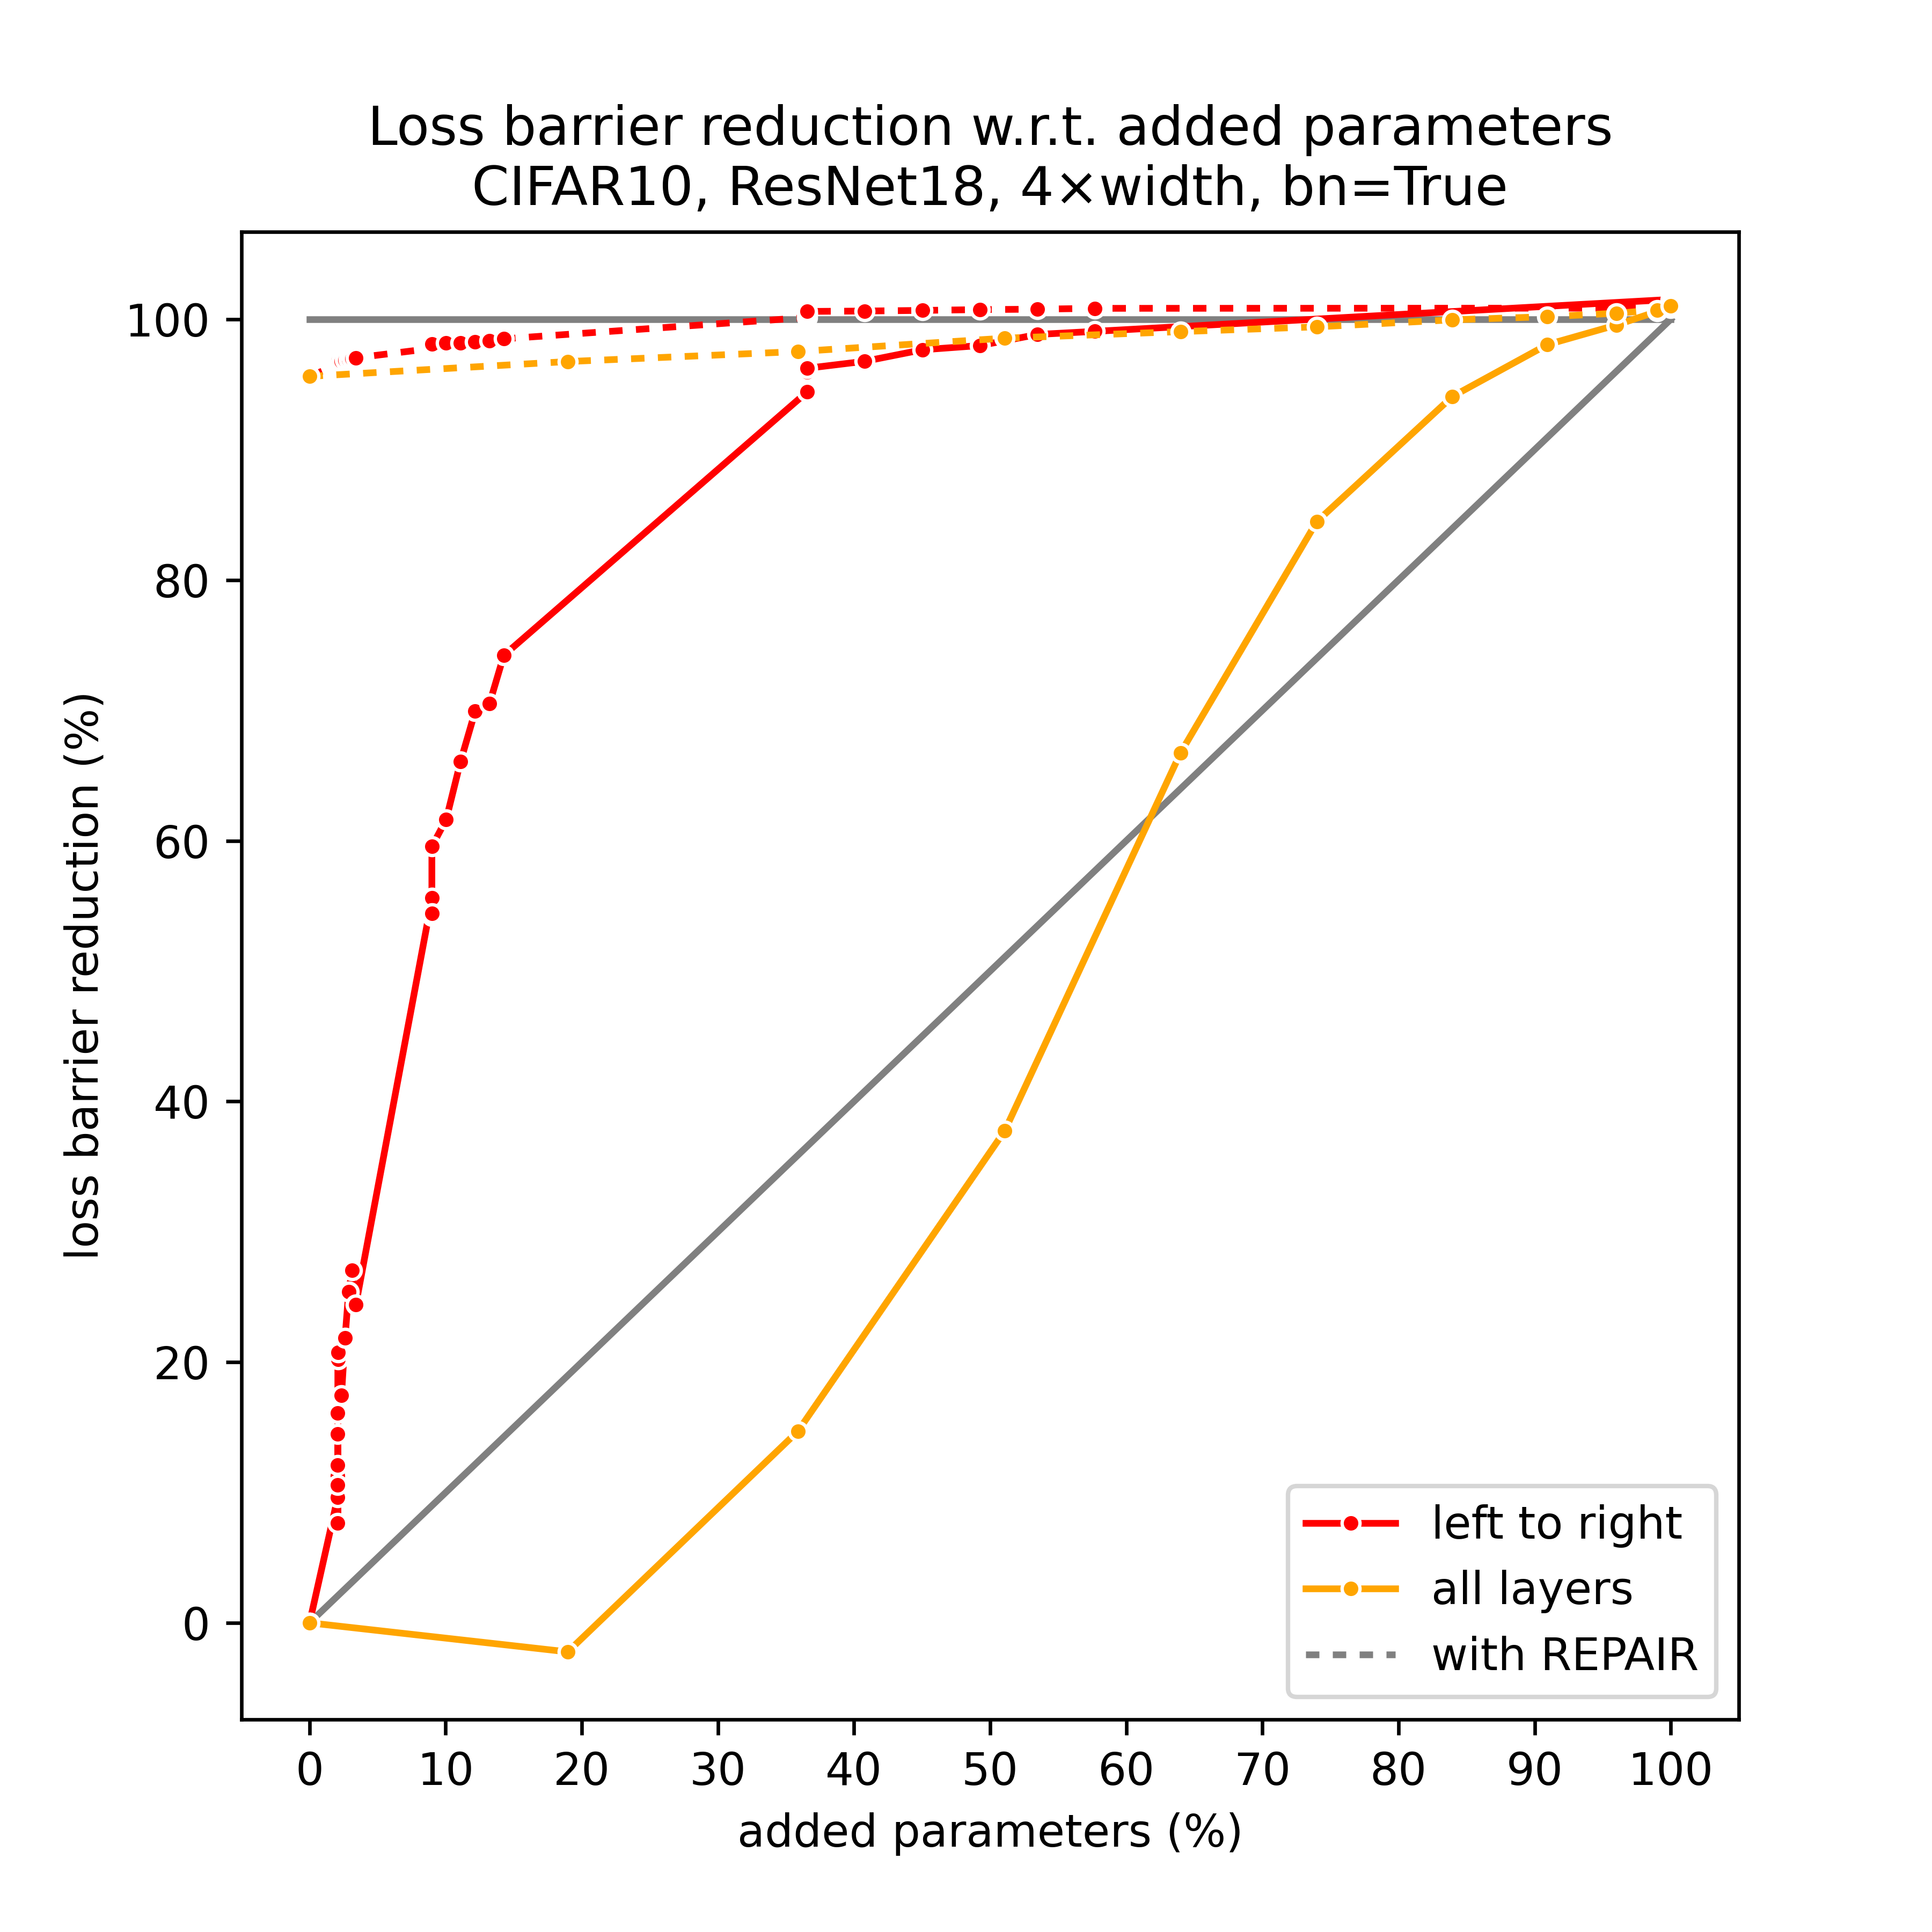 Loss barrier reduction w.r.t. added parameters
CIFAR10, ResNet18, 4×width, bn=True
loss barrier reduction (%)
100
80
60
40
20
0
0 10 20 30 40 50 60 70 80 90 100
added parameters (%)
left to right
all layers
with REPAIR